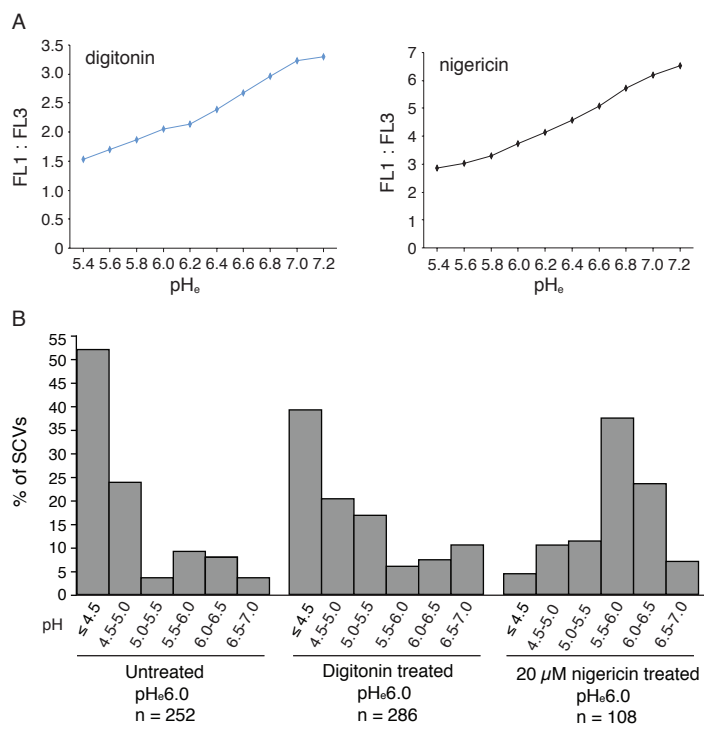 A
digitonin
FL1 : FL3
3.5
3.0
2.5
2.0
1.5
1.0
0.5
0
5.4 5.6 5.8 6.0 6.2 6.4 6.6 6.8 7.0 7.2
pHe
nigericin
FL1 : FL3
7
6
5
4
3
2
1
0
5.4 5.6 5.8 6.0 6.2 6.4 6.6 6.8 7.0 7.2
pHe
B
% of SCVs
55
50
45
40
35
30
25
20
15
10
5
0
pH
≤ 4.5 4.5-5.0 5.0-5.5 5.5-6.0 6.0-6.5 6.5-7.0
Untreated
pHe6.0
n = 252
≤ 4.5 4.5-5.0 5.0-5.5 5.5-6.0 6.0-6.5 6.5-7.0
Digitonin treated
pHe6.0
n = 286
≤ 4.5 4.5-5.0 5.0-5.5 5.5-6.0 6.0-6.5 6.5-7.0
20 µM nigericin treated
pHe6.0
n = 108